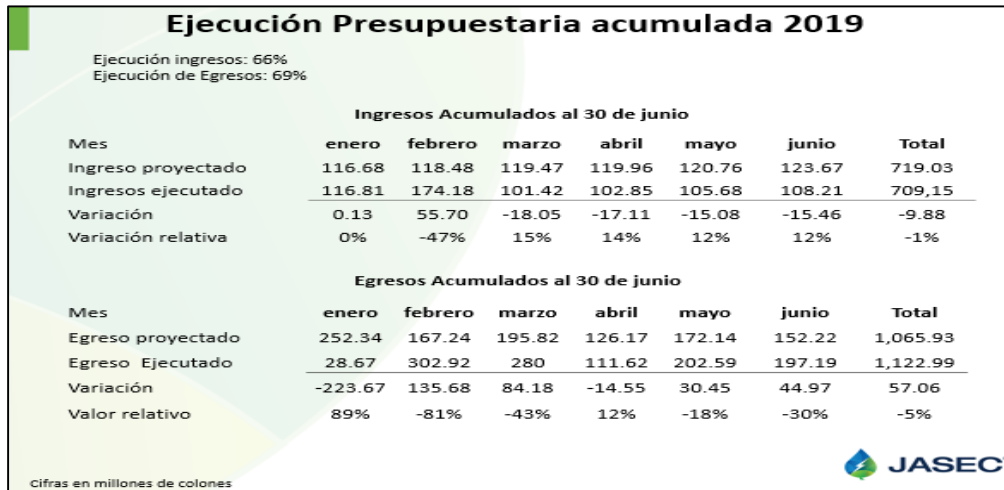 Ejecución Presupuestaria acumulada 2019
Ejecución ingresos: 66%
Ejecución de Egresos: 69%
Ingresos Acumulados al 30 de junio
Mes enero febrero marzo abril mayo junio Total
Ingreso proyectado 116.68 118.48 119.47 119.96 120.76 123.67 719.03
Ingresos ejecutado 116.81 174.18 101.42 102.85 105.68 108.21 709,15
Variación 0.13 55.70 -18.05 -17.11 -15.08 -15.46 -9.88
Variación relativa 0% -47% 15% 14% 12% 12% -1%
Egresos Acumulados al 30 de junio
Mes enero febrero marzo abril mayo junio Total
Egreso proyectado 252.34 167.24 195.82 126.17 172.14 152.22 1,065.93
Egreso Ejecutado 28.67 302.92 280 111.62 202.59 197.19 1,122.99
Variación -223.67 135.68 84.18 -14.55 30.45 44.97 57.06
Valor relativo 89% -81% -43% 12% -18% -30% -5%
JASEC
Cifras en millones de colones